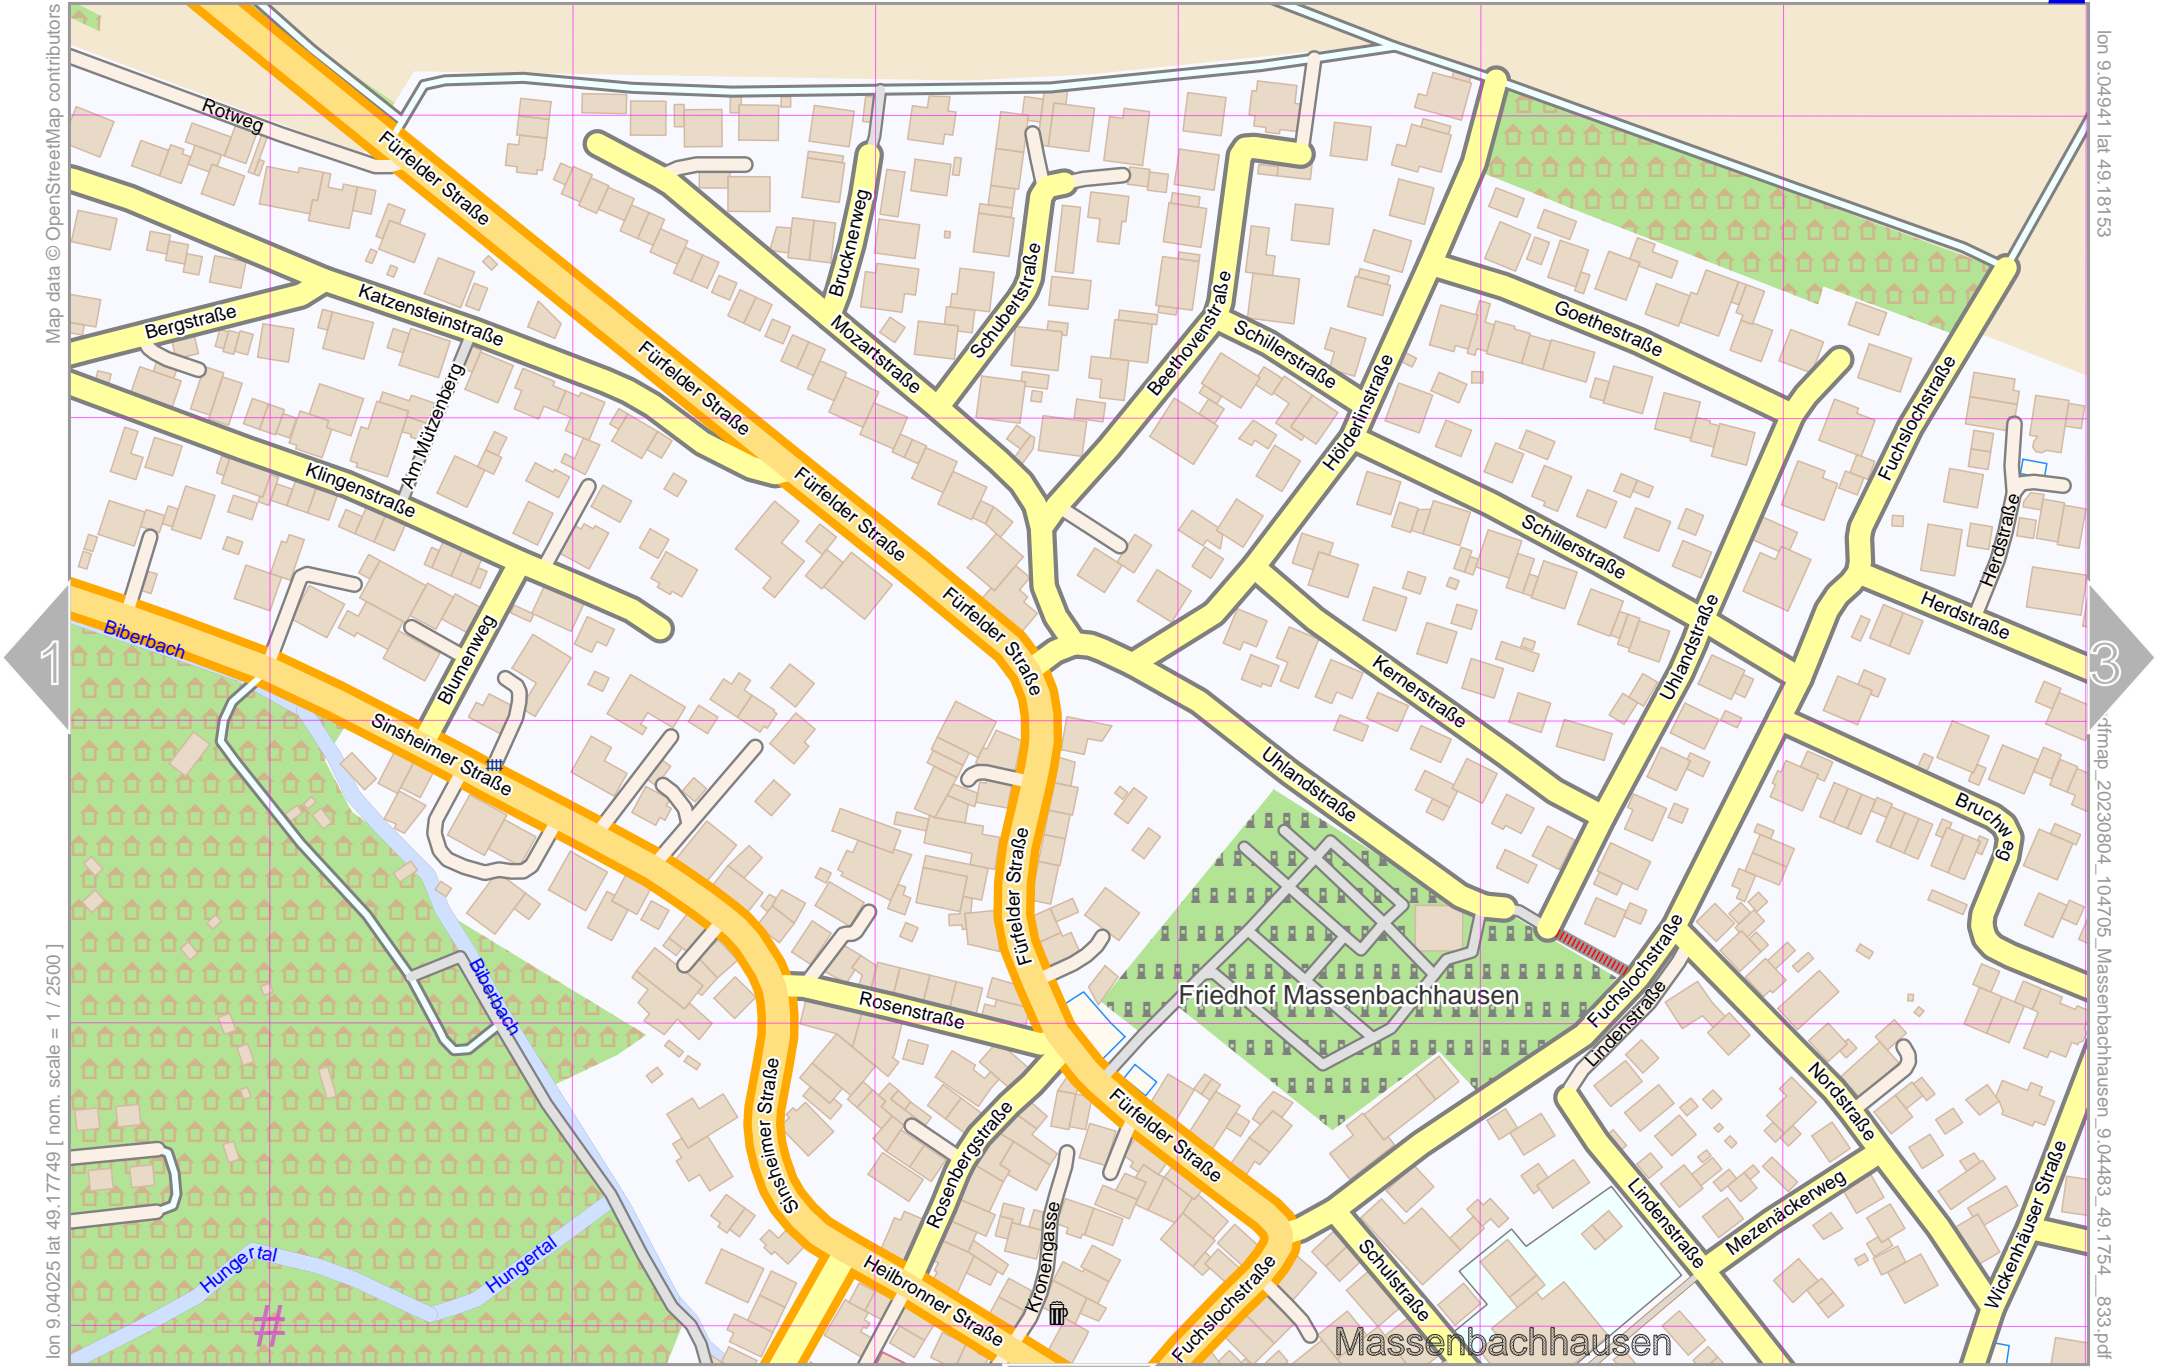 Map data © OpenStreetMap contributors
lon 9.04025 lat 49.17749 [ nom. scale = 1 / 2500 ]
lon 9.04941 lat 49.18153
dfmap_20230804_104705_Massenbachhausen_9.04483_49.1754__833.pdf
1
3
Rotweg
Fürfelder Straße
Katzensteinstraße
Bergstraße
Am Mützenberg
Klingenstraße
Brucknerweg
Mozartstraße
Schubertstraße
Beethovenstraße
Schillerstraße
Hölderlinstraße
Goethestraße
Fuchslochstraße
Herdstraße
Herdstraße
Fürfelder Straße
Fürfelder Straße
Fürfelder Straße
Schillerstraße
Uhlandstraße
Kernerstraße
Biberbach
Blumenweg
Sinsheimer Straße
Uhlandstraße
Bruchweg
Fürfelder Straße
Rosenstraße
Friedhof Massenbachhausen
Fuchslochstraße
Lindenstraße
Biberbach
Sinsheimer Straße
Rosenbergstraße
Fürfelder Straße
Nordstraße
Mezenäckerweg
Lindenstraße
Wickenhäuser Straße
Hungertal
Hungertal
Heilbronner Straße
Kronengasse
Fuchslochstraße
Schulstraße
Massenbachhausen
#